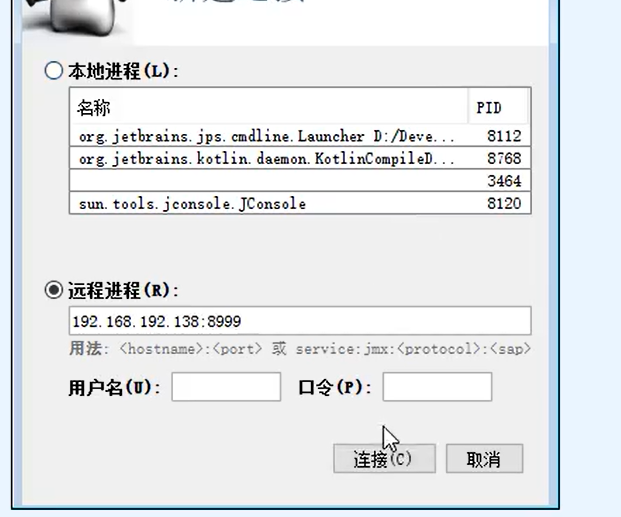 本地进程(L):
名称 PID
org.jetbrains.jps.cmdline.Launcher D:/Deve... 8112
org.jetbrains.kotlin.daemon.KotlinCompileD... 8768
3464
sun.tools.jconsole.JConsole 8120
远程进程(R):
192.168.192.138:8999
用法: <hostname>:<port> 或 service:jmx:<protocol>:<sap>
用户名(U): 口令(P):
连接(C) 取消